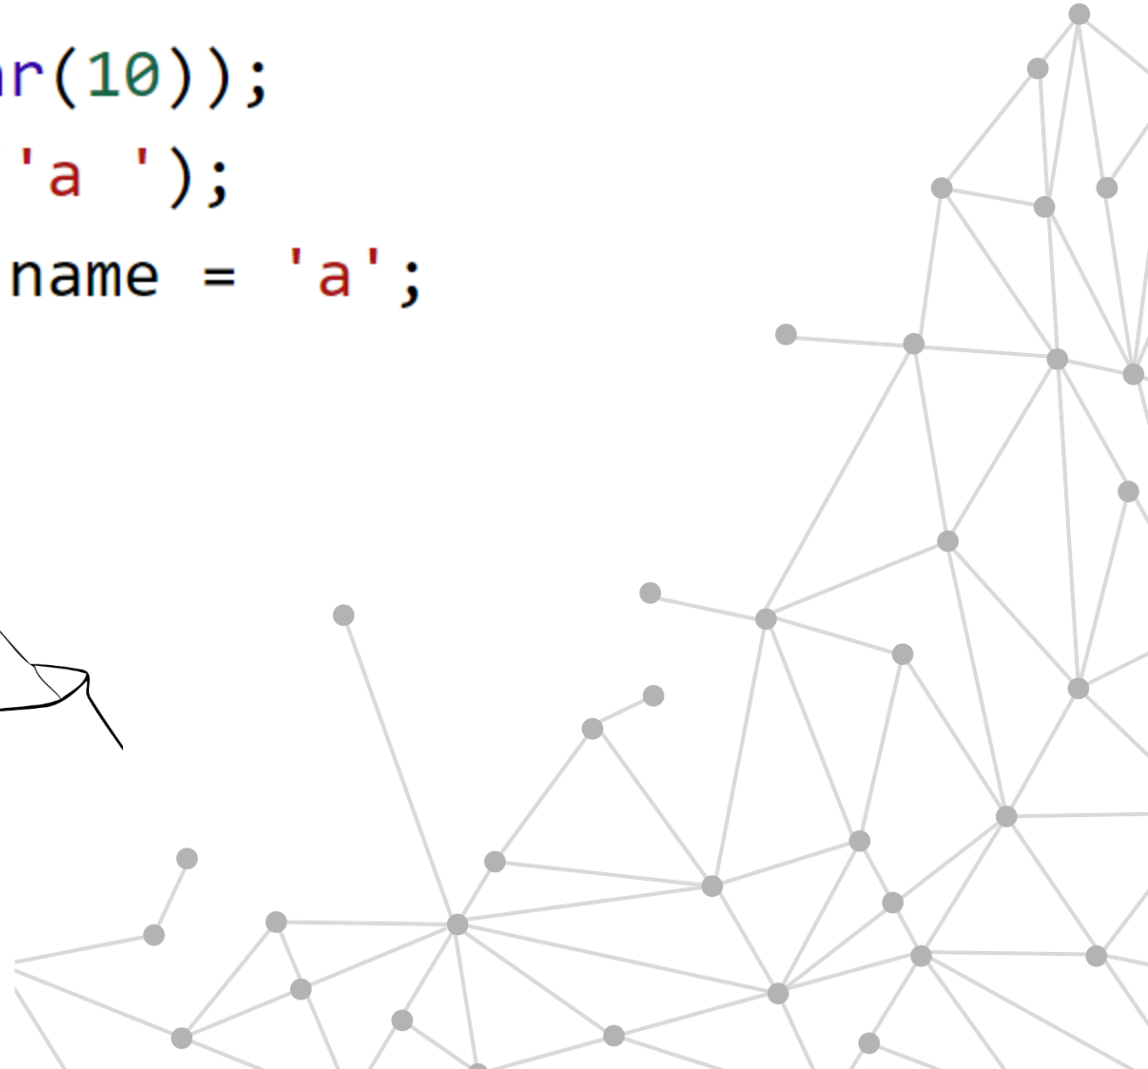 r(10));
'a ');
name = 'a';